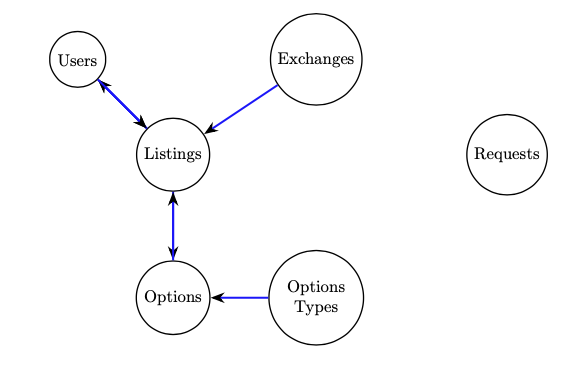 Users
Exchanges
Listings
Requests
Options
Options
Types